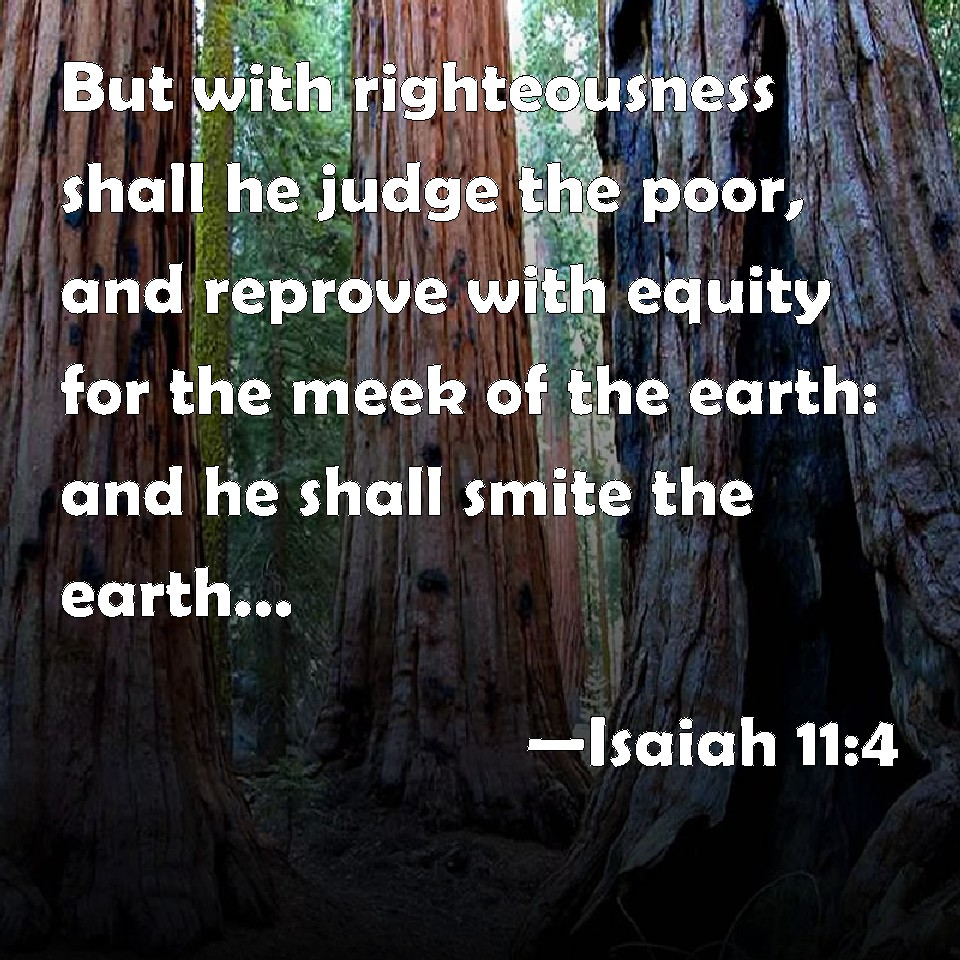 But with righteousness
shall he judge the poor,
and reprove with equity
for the meek of the earth:
and he shall smite the
earth...
—Isaiah 11:4